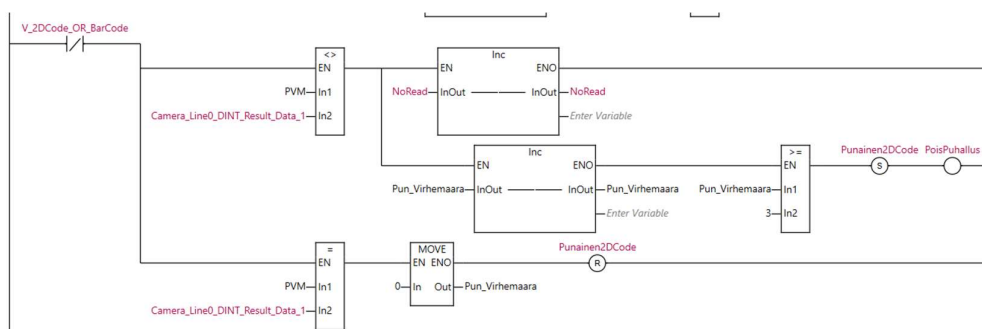 V_2DCode_OR_BarCode
<>
EN
PVM In1
Camera_Line0_DINT_Result_Data_1 In2
Inc
EN ENO
NoRead InOut InOut NoRead
Enter Variable
Inc
EN ENO
Pun_Virhemaara InOut InOut Pun_Virhemaara
Enter Variable
>=
EN
Pun_Virhemaara In1
3 In2
Punainen2DCode PoisPuhallus
S
=
EN
PVM In1
Camera_Line0_DINT_Result_Data_1 In2
MOVE
EN ENO
0 In Out Pun_Virhemaara
Punainen2DCode
R